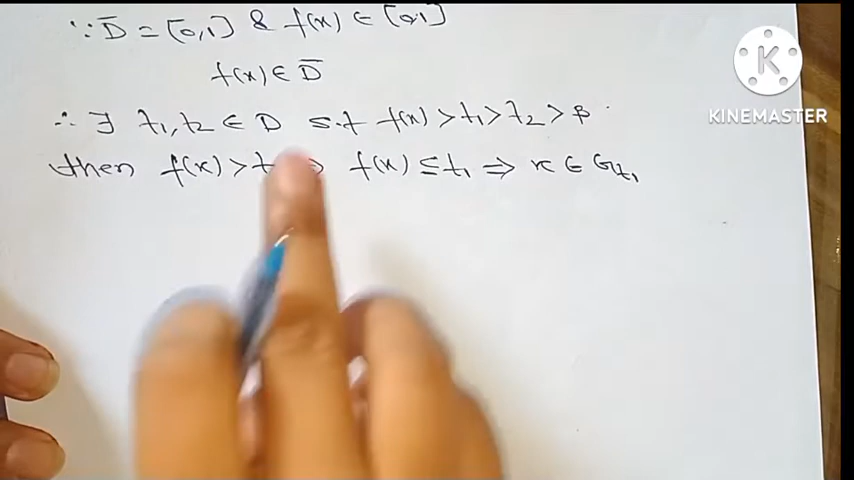 ∵ D̄ = [0,1] & f(x) ∈ [0,1]
f(x) ∈ D̄
∴ ∃ t₁, t₂ ∈ D s.t f(x) > t₁ > t₂ > β
then f(x) > t ⇒ f(x) ≤ t₁ ⇒ x ∈ G_t₁
KINEMASTER